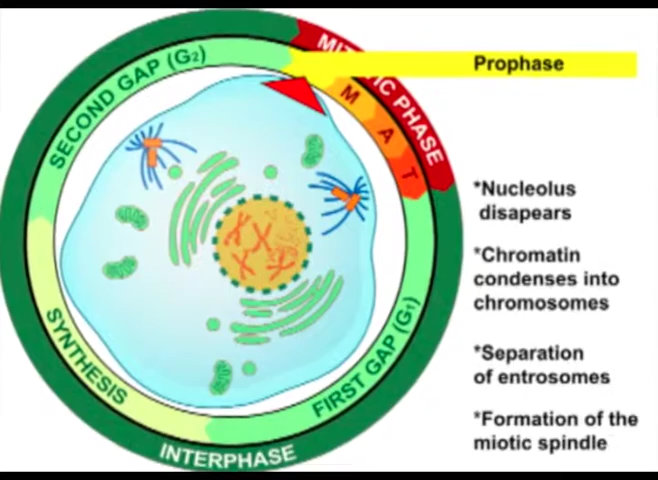 SECOND GAP (G2)
MITOTIC PHASE
Prophase
M
A
T
SYNTHESIS
FIRST GAP (G1)
INTERPHASE
*Nucleolus
disapears
*Chromatin
condenses into
chromosomes
*Separation
of entrosomes
*Formation of the
miotic spindle